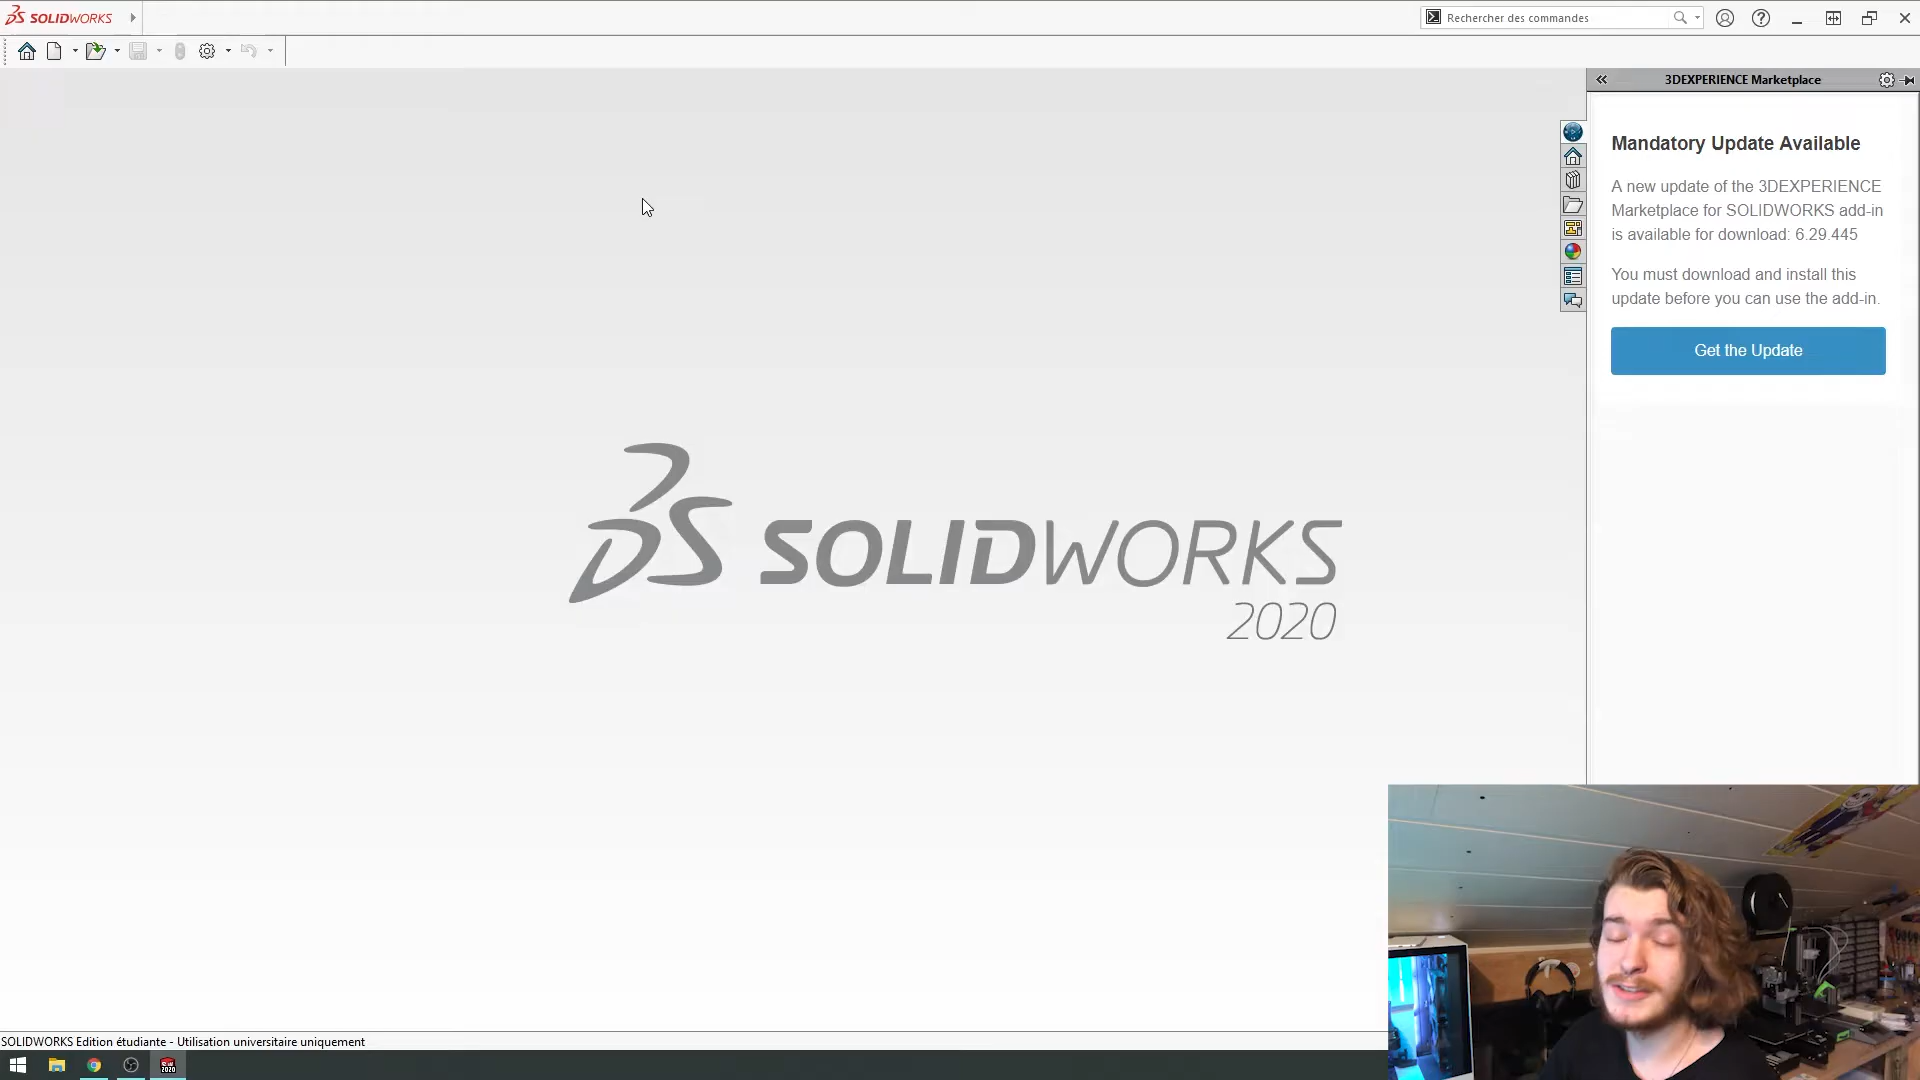 SOLIDWORKS
Rechercher des commandes
3DEXPERIENCE Marketplace
Mandatory Update Available
A new update of the 3DEXPERIENCE
Marketplace for SOLIDWORKS add-in
is available for download: 6.29.445
You must download and install this
update before you can use the add-in.
Get the Update
SOLIDWORKS
2020
SOLIDWORKS Edition étudiante - Utilisation universitaire uniquement
2020